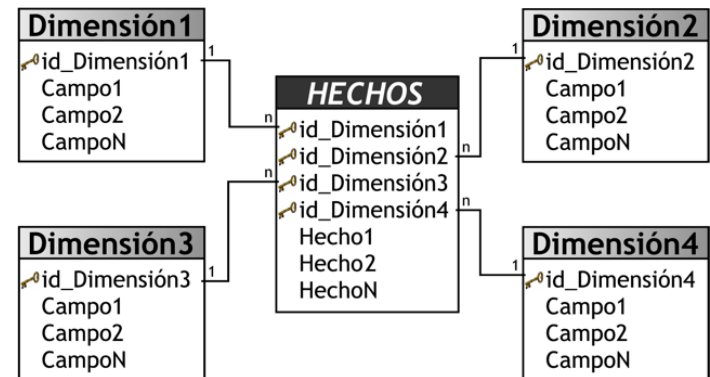 Dimensión1
id_Dimensión1
Campo1
Campo2
CampoN
1
Dimensión2
id_Dimensión2
Campo1
Campo2
CampoN
1
HECHOS
id_Dimensión1
id_Dimensión2
id_Dimensión3
id_Dimensión4
Hecho1
Hecho2
HechoN
n
n
n
n
Dimensión3
id_Dimensión3
Campo1
Campo2
CampoN
1
Dimensión4
id_Dimensión4
Campo1
Campo2
CampoN
1